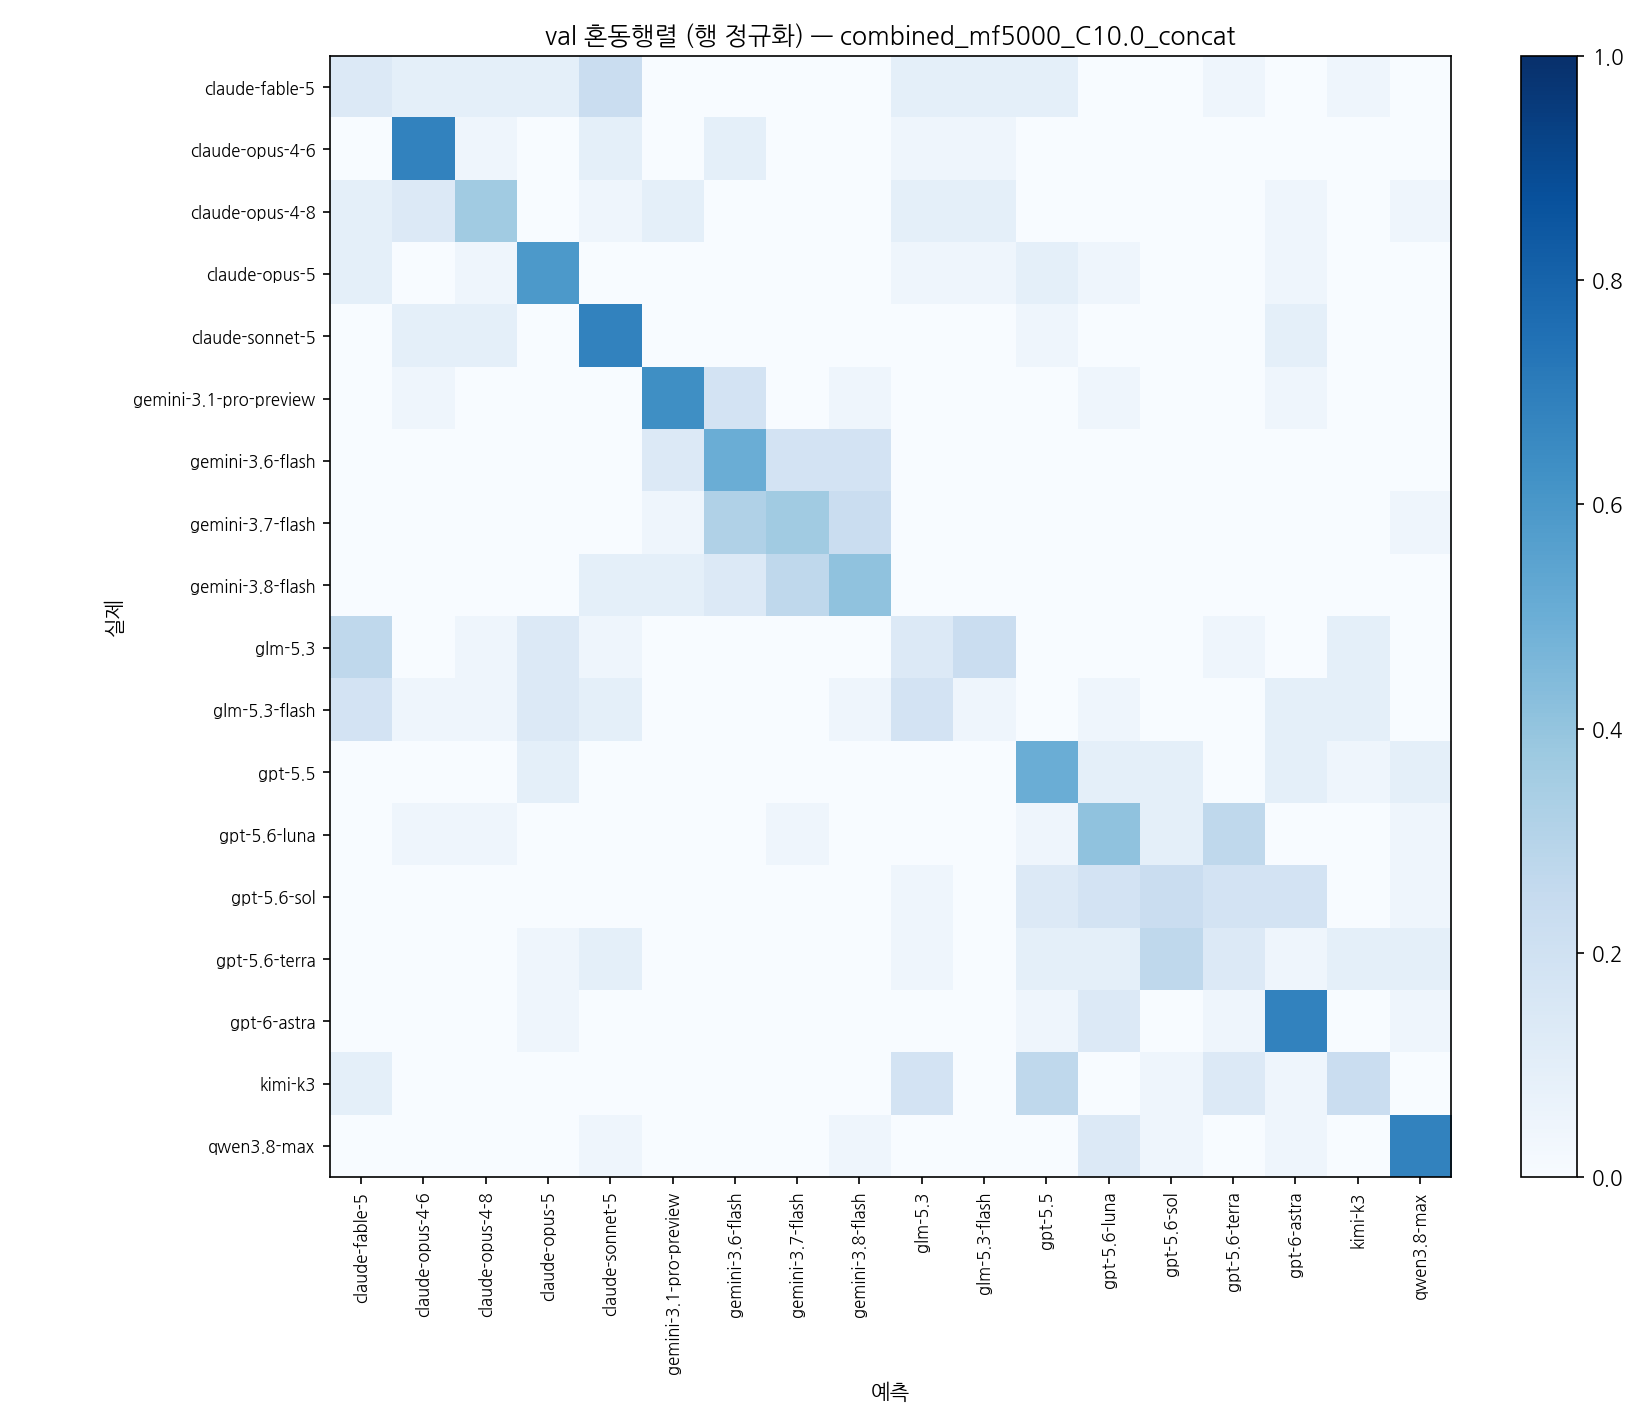 val 혼동행렬 (행 정규화) — combined_mf5000_C10.0_concat
실제
claude-fable-5
claude-opus-4-6
claude-opus-4-8
claude-opus-5
claude-sonnet-5
gemini-3.1-pro-preview
gemini-3.6-flash
gemini-3.7-flash
gemini-3.8-flash
glm-5.3
glm-5.3-flash
gpt-5.5
gpt-5.6-luna
gpt-5.6-sol
gpt-5.6-terra
gpt-6-astra
kimi-k3
qwen3.8-max
claude-fable-5
claude-opus-4-6
claude-opus-4-8
claude-opus-5
claude-sonnet-5
gemini-3.1-pro-preview
gemini-3.6-flash
gemini-3.7-flash
gemini-3.8-flash
glm-5.3
glm-5.3-flash
gpt-5.5
gpt-5.6-luna
gpt-5.6-sol
gpt-5.6-terra
gpt-6-astra
kimi-k3
qwen3.8-max
예측
1.0
0.8
0.6
0.4
0.2
0.0